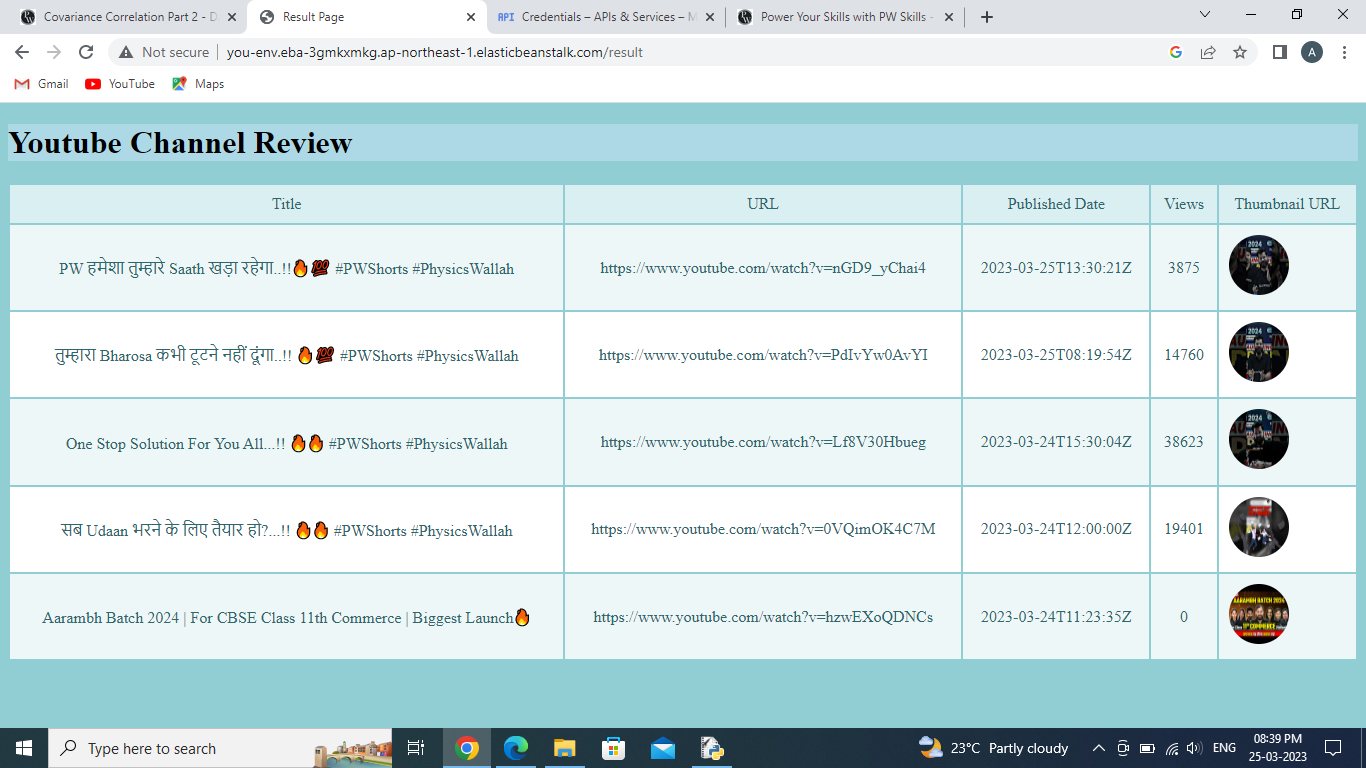 Covariance Correlation Part 2 - D
Result Page
API Credentials – APIs & Services – M
Power Your Skills with PW Skills -
Not secure | you-env.eba-3gmkxmkg.ap-northeast-1.elasticbeanstalk.com/result
A
Gmail YouTube Maps
Youtube Channel Review
Title URL Published Date Views Thumbnail URL
PW हमेशा तुम्हारे Saath खड़ा रहेगा..!!🔥💯 #PWShorts #PhysicsWallah https://www.youtube.com/watch?v=nGD9_yChai4 2023-03-25T13:30:21Z 3875
2024
तुम्हारा Bharosa कभी टूटने नहीं दूंगा..!! 🔥💯 #PWShorts #PhysicsWallah https://www.youtube.com/watch?v=PdIvYw0AvYI 2023-03-25T08:19:54Z 14760
2024
One Stop Solution For You All...!! 🔥🔥 #PWShorts #PhysicsWallah https://www.youtube.com/watch?v=Lf8V30Hbueg 2023-03-24T15:30:04Z 38623
2024
सब Udaan भरने के लिए तैयार हो?...!! 🔥🔥 #PWShorts #PhysicsWallah https://www.youtube.com/watch?v=0VQimOK4C7M 2023-03-24T12:00:00Z 19401
Aarambh Batch 2024 | For CBSE Class 11th Commerce | Biggest Launch🔥 https://www.youtube.com/watch?v=hzwEXoQDNCs 2023-03-24T11:23:35Z 0
AARAMBH BATCH 2024
11TH COMMERCE
Type here to search
23°C Partly cloudy
ENG
08:39 PM
25-03-2023